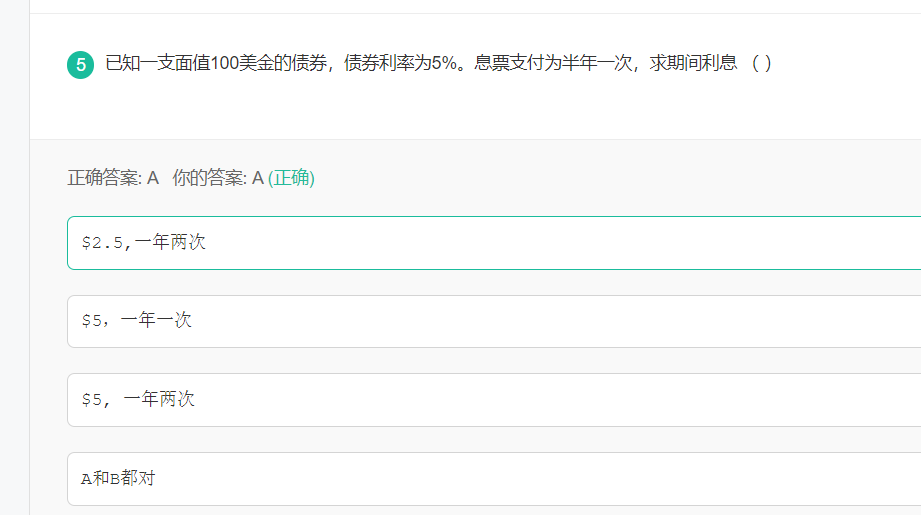 5 已知一支面值100美金的债券，债券利率为5%。息票支付为半年一次，求期间利息 （ ）
正确答案: A 你的答案: A (正确)
$2.5,一年两次
$5，一年一次
$5, 一年两次
A和B都对